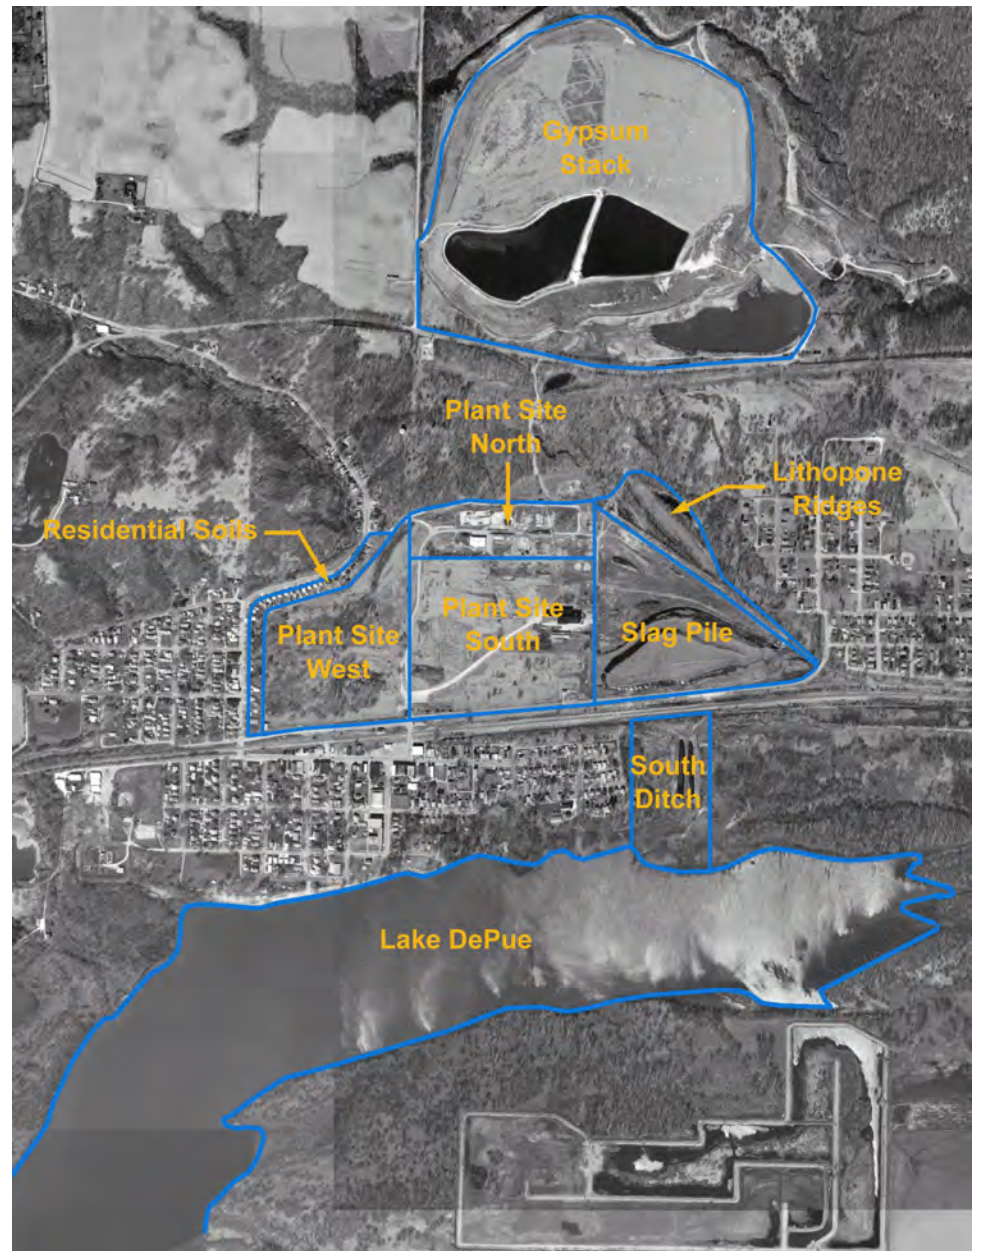 Gypsum
Stack
Plant Site
North
Lithopone
Ridges
Residential Soils
Plant Site
West
Plant Site
South
Slag Pile
South
Ditch
Lake DePue